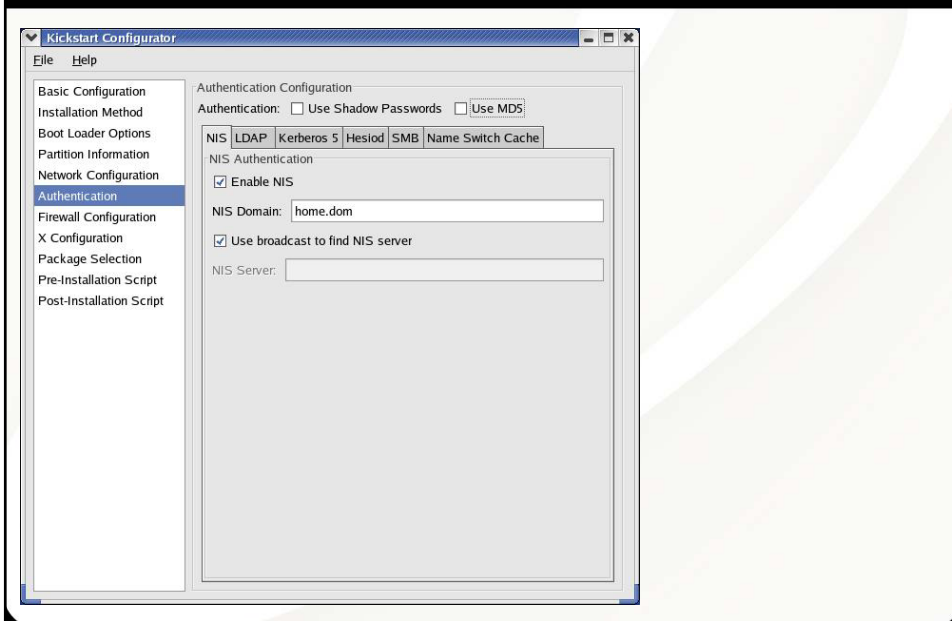 Kickstart Configurator
File Help
Basic Configuration
Installation Method
Boot Loader Options
Partition Information
Network Configuration
Authentication
Firewall Configuration
X Configuration
Package Selection
Pre-Installation Script
Post-Installation Script
Authentication Configuration
Authentication: Use Shadow Passwords Use MD5
NIS LDAP Kerberos 5 Hesiod SMB Name Switch Cache
NIS Authentication
Enable NIS
NIS Domain: home.dom
Use broadcast to find NIS server
NIS Server: